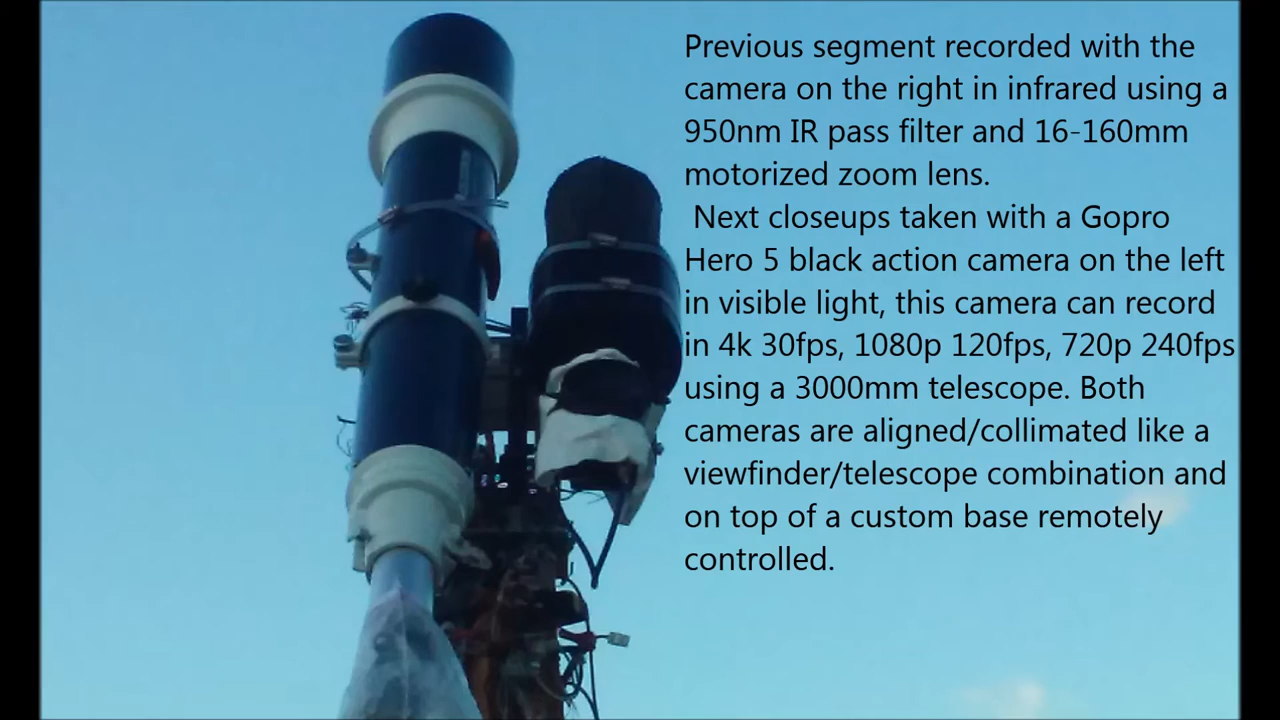 Previous segment recorded with the
camera on the right in infrared using a
950nm IR pass filter and 16-160mm
motorized zoom lens.
Next closeups taken with a Gopro
Hero 5 black action camera on the left
in visible light, this camera can record
in 4k 30fps, 1080p 120fps, 720p 240fps
using a 3000mm telescope. Both
cameras are aligned/collimated like a
viewfinder/telescope combination and
on top of a custom base remotely
controlled.